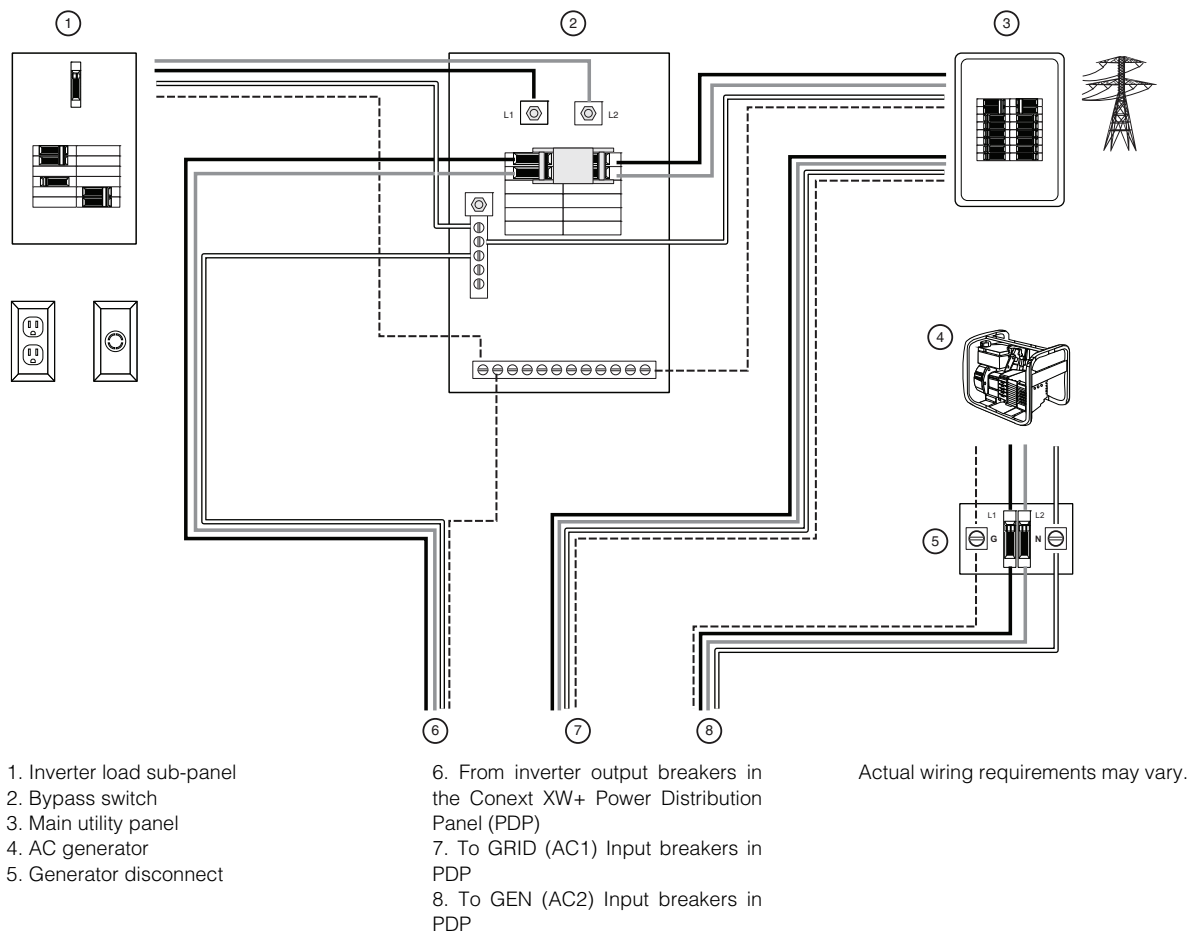 1
2
3
L1
L2
4
L1
L2
5
G
N
6
7
8
1. Inverter load sub-panel
2. Bypass switch
3. Main utility panel
4. AC generator
5. Generator disconnect
6. From inverter output breakers in
the Conext XW+ Power Distribution
Panel (PDP)
7. To GRID (AC1) Input breakers in
PDP
8. To GEN (AC2) Input breakers in
PDP
Actual wiring requirements may vary.